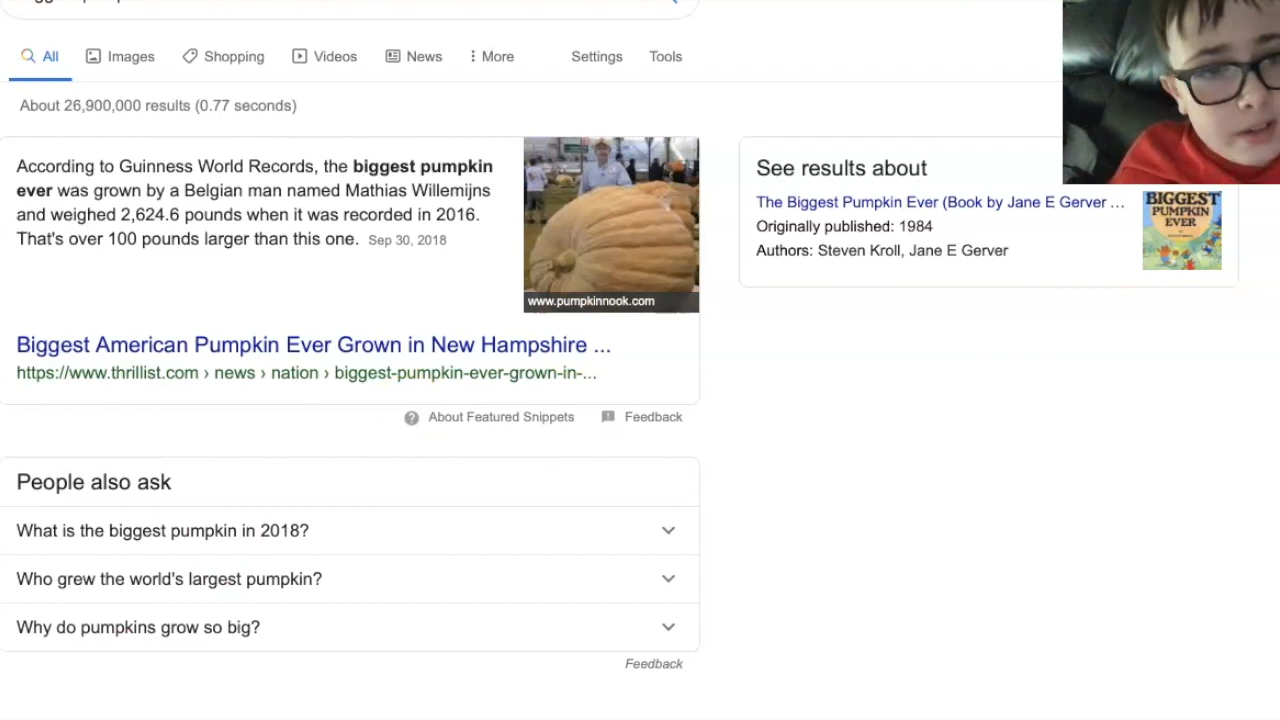 All Images Shopping Videos News More Settings Tools
About 26,900,000 results (0.77 seconds)
According to Guinness World Records, the biggest pumpkin
ever was grown by a Belgian man named Mathias Willemijns
and weighed 2,624.6 pounds when it was recorded in 2016.
That's over 100 pounds larger than this one. Sep 30, 2018
www.pumpkinnook.com
Biggest American Pumpkin Ever Grown in New Hampshire ...
https://www.thrillist.com › news › nation › biggest-pumpkin-ever-grown-in-...
About Featured Snippets Feedback
People also ask
What is the biggest pumpkin in 2018?
Who grew the world's largest pumpkin?
Why do pumpkins grow so big?
Feedback
See results about
The Biggest Pumpkin Ever (Book by Jane E Gerver ...
Originally published: 1984
Authors: Steven Kroll, Jane E Gerver
BIGGEST
PUMPKIN
EVER